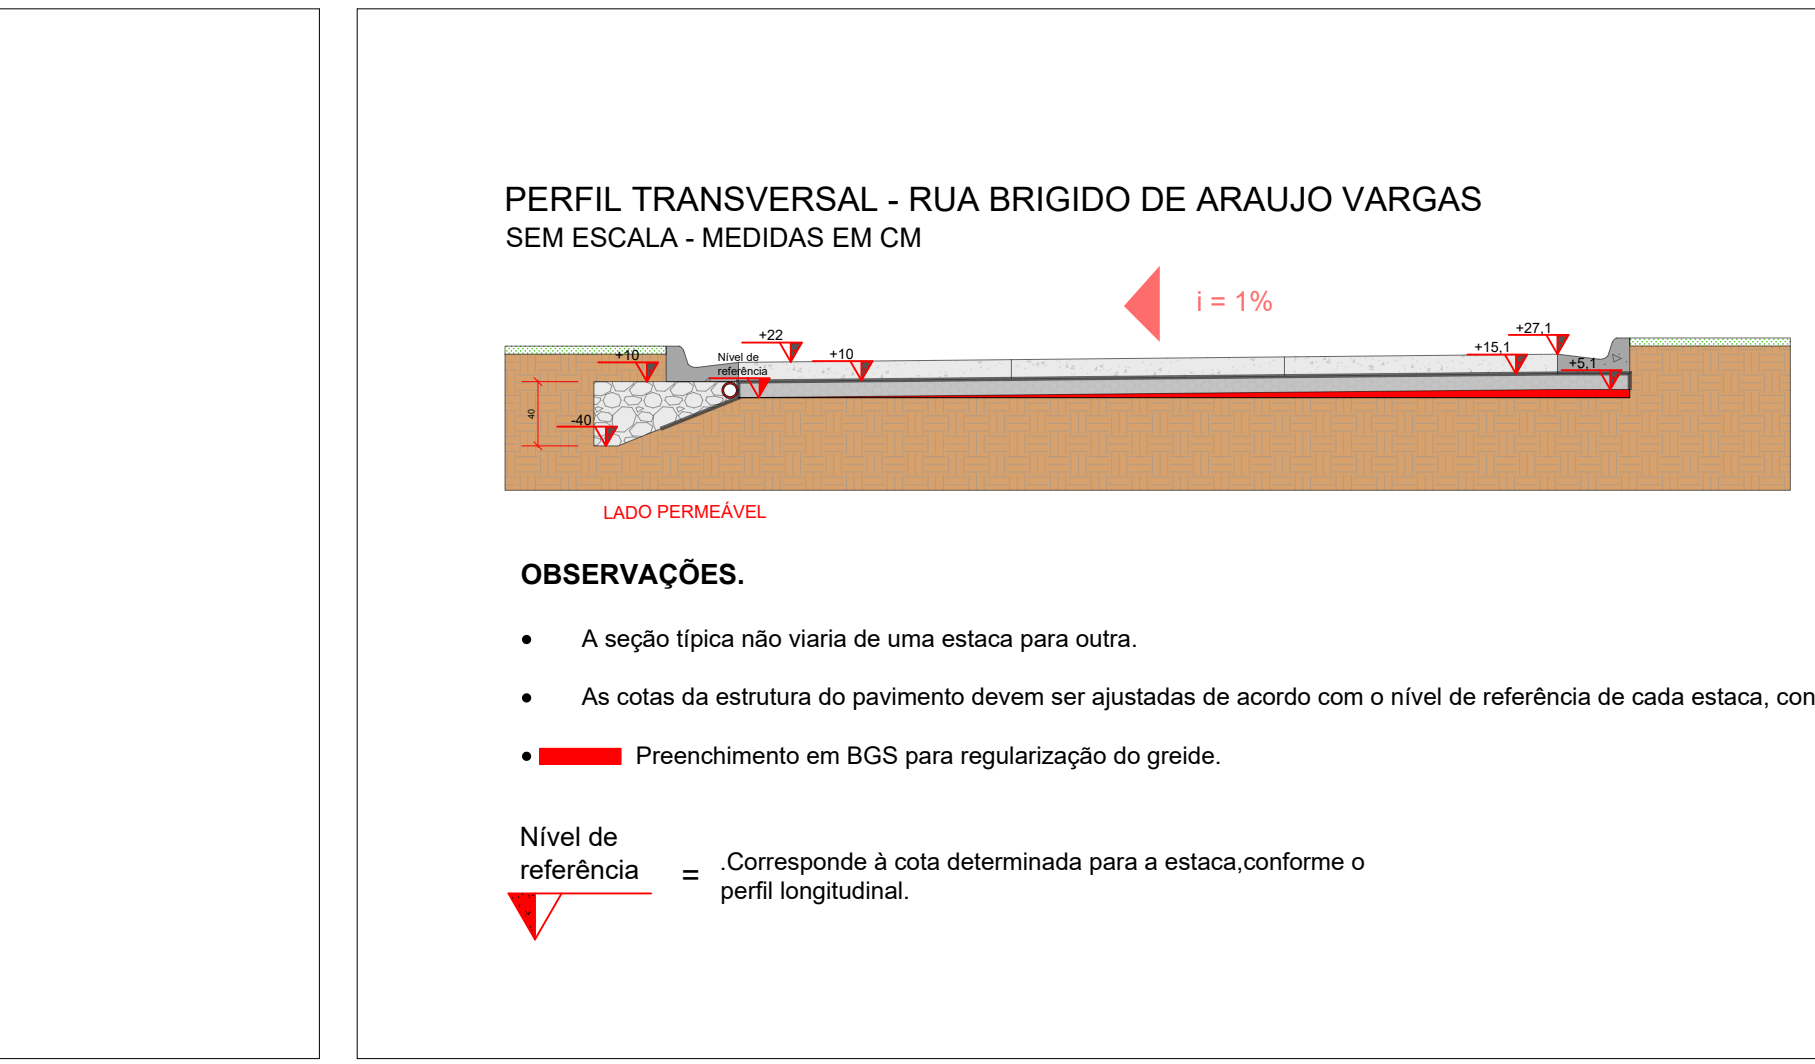 PERFIL TRANSVERSAL - RUA BRIGIDO DE ARAUJO VARGAS
SEM ESCALA - MEDIDAS EM CM
i = 1%
+22
+27,1
+10
Nível de
referência
+10
+15,1
+5,1
40
-40
LADO PERMEÁVEL
OBSERVAÇÕES.
• A seção típica não viaria de uma estaca para outra.
• As cotas da estrutura do pavimento devem ser ajustadas de acordo com o nível de referência de cada estaca, con
• Preenchimento em BGS para regularização do greide.
Nível de
referência
= .Corresponde à cota determinada para a estaca,conforme o
perfil longitudinal.